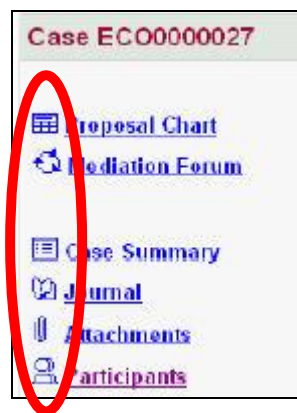 Case ECO0000027
Proposal Chart
Mediation Forum
Case Summary
Journal
Attachments
Participants